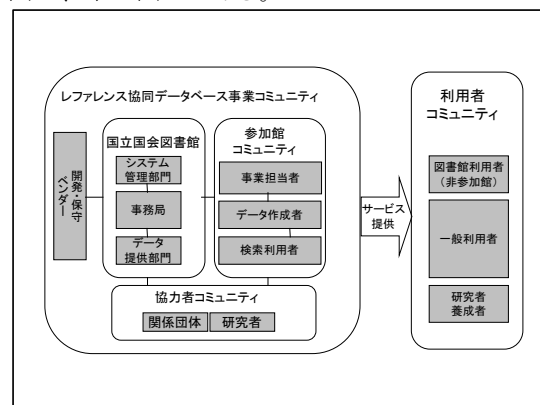 レファレンス協同データベース事業コミュニティ
開発・保守
ベンダー
国立国会図書館
システム
管理部門
事務局
データ
提供部門
参加館
コミュニティ
事業担当者
データ作成者
検索利用者
協力者コミュニティ
関係団体
研究者
サービス
提供
利用者
コミュニティ
図書館利用者
(非参加館)
一般利用者
研究者
養成者